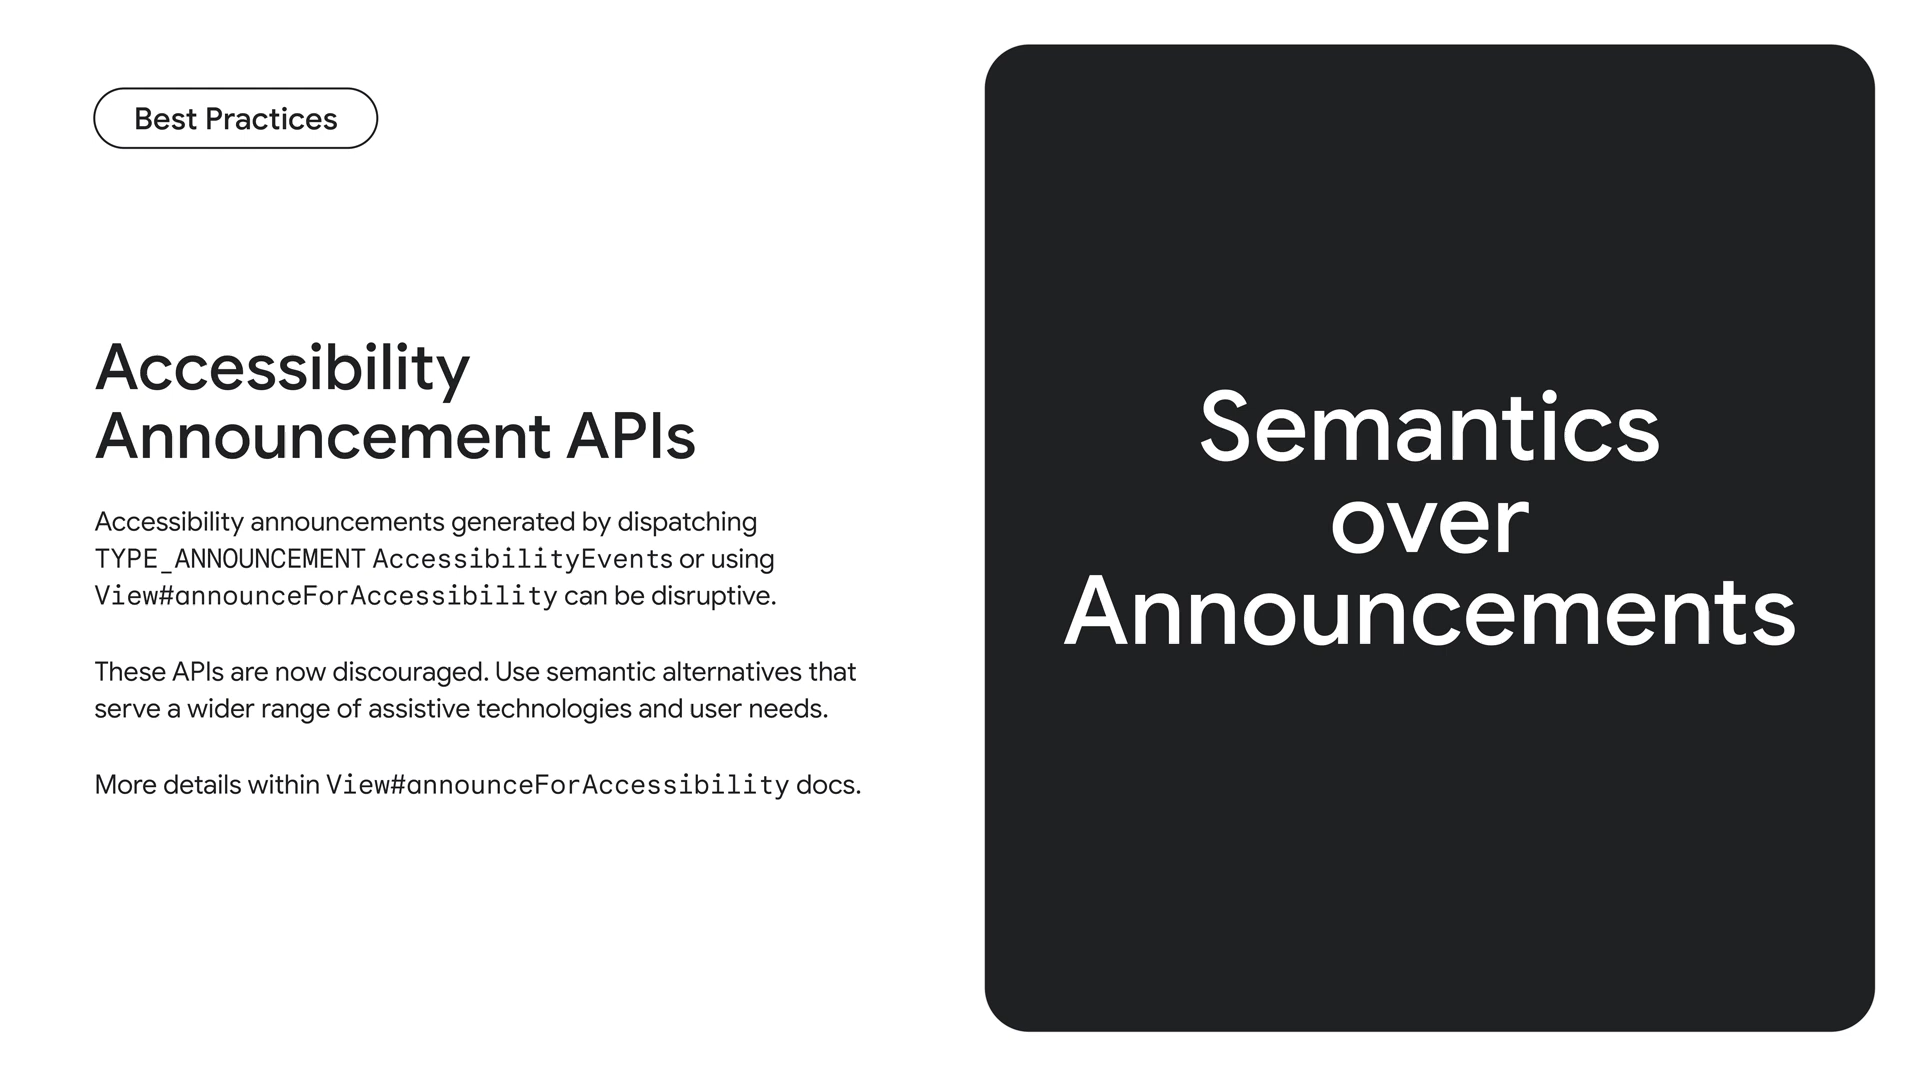 Best Practices
Accessibility
Announcement APIs
Accessibility announcements generated by dispatching
TYPE_ANNOUNCEMENT AccessibilityEvents or using
View#announceForAccessibility can be disruptive.
These APIs are now discouraged. Use semantic alternatives that
serve a wider range of assistive technologies and user needs.
More details within View#announceForAccessibility docs.
Semantics
over
Announcements